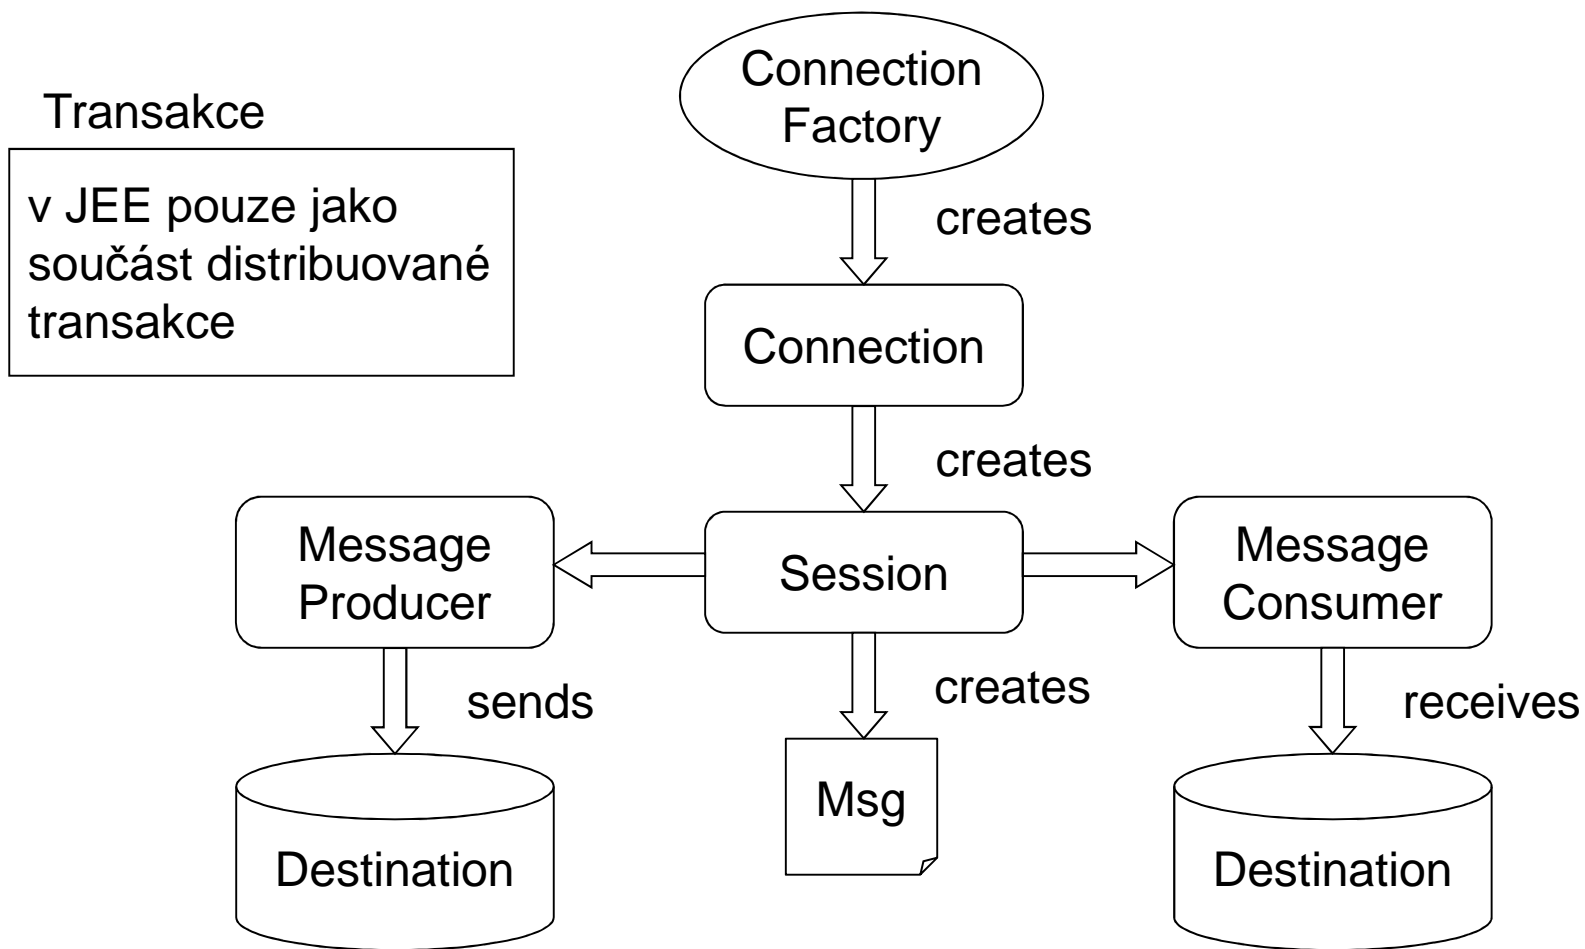 Connection
Factory
Transakce
v JEE pouze jako
součást distribuované
transakce
creates
Connection
creates
Message
Producer
Session
Message
Consumer
sends
creates
receives
Msg
Destination
Destination